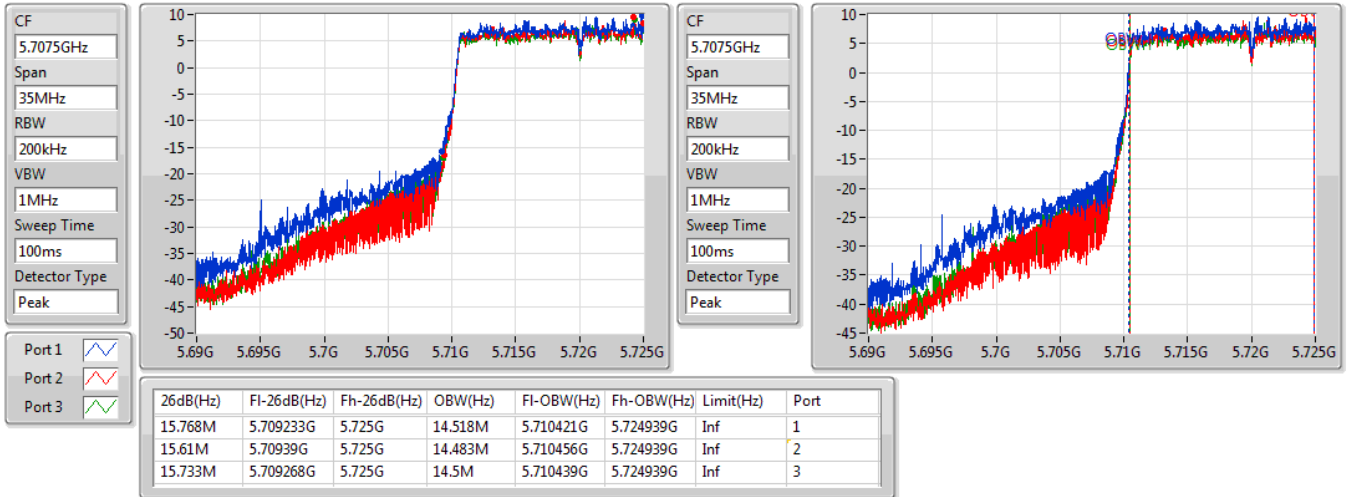 CF
5.7075GHz
Span
35MHz
RBW
200kHz
VBW
1MHz
Sweep Time
100ms
Detector Type
Peak
10
5
0
-5
-10
-15
-20
-25
-30
-35
-40
-45
-50
5.69G 5.695G 5.7G 5.705G 5.71G 5.715G 5.72G 5.725G
CF
5.7075GHz
Span
35MHz
RBW
200kHz
VBW
1MHz
Sweep Time
100ms
Detector Type
Peak
10
5
0
-5
-10
-15
-20
-25
-30
-35
-40
-45
5.69G 5.695G 5.7G 5.705G 5.71G 5.715G 5.72G 5.725G
Port 1
Port 2
Port 3
26dB(Hz) Fl-26dB(Hz) Fh-26dB(Hz) OBW(Hz) Fl-OBW(Hz) Fh-OBW(Hz) Limit(Hz) Port
15.768M 5.709233G 5.725G 14.518M 5.710421G 5.724939G Inf 1
15.61M 5.70939G 5.725G 14.483M 5.710456G 5.724939G Inf 2
15.733M 5.709268G 5.725G 14.5M 5.710439G 5.724939G Inf 3